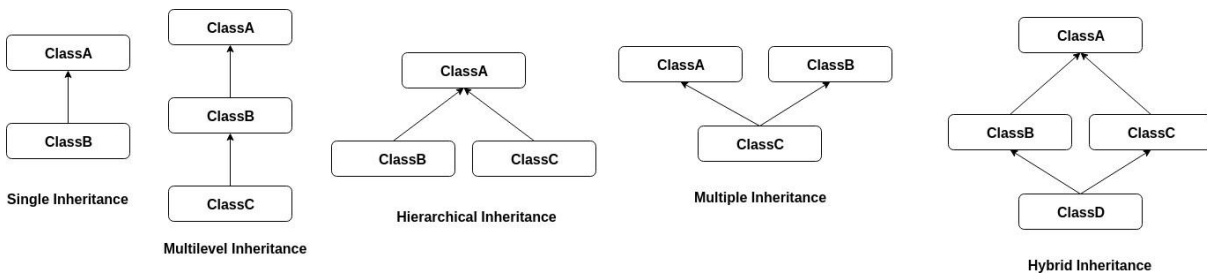 ClassA
ClassB
Single Inheritance
ClassA
ClassB
ClassC
Multilevel Inheritance
ClassA
ClassB
ClassC
Hierarchical Inheritance
ClassA
ClassB
ClassC
Multiple Inheritance
ClassA
ClassB
ClassC
ClassD
Hybrid Inheritance